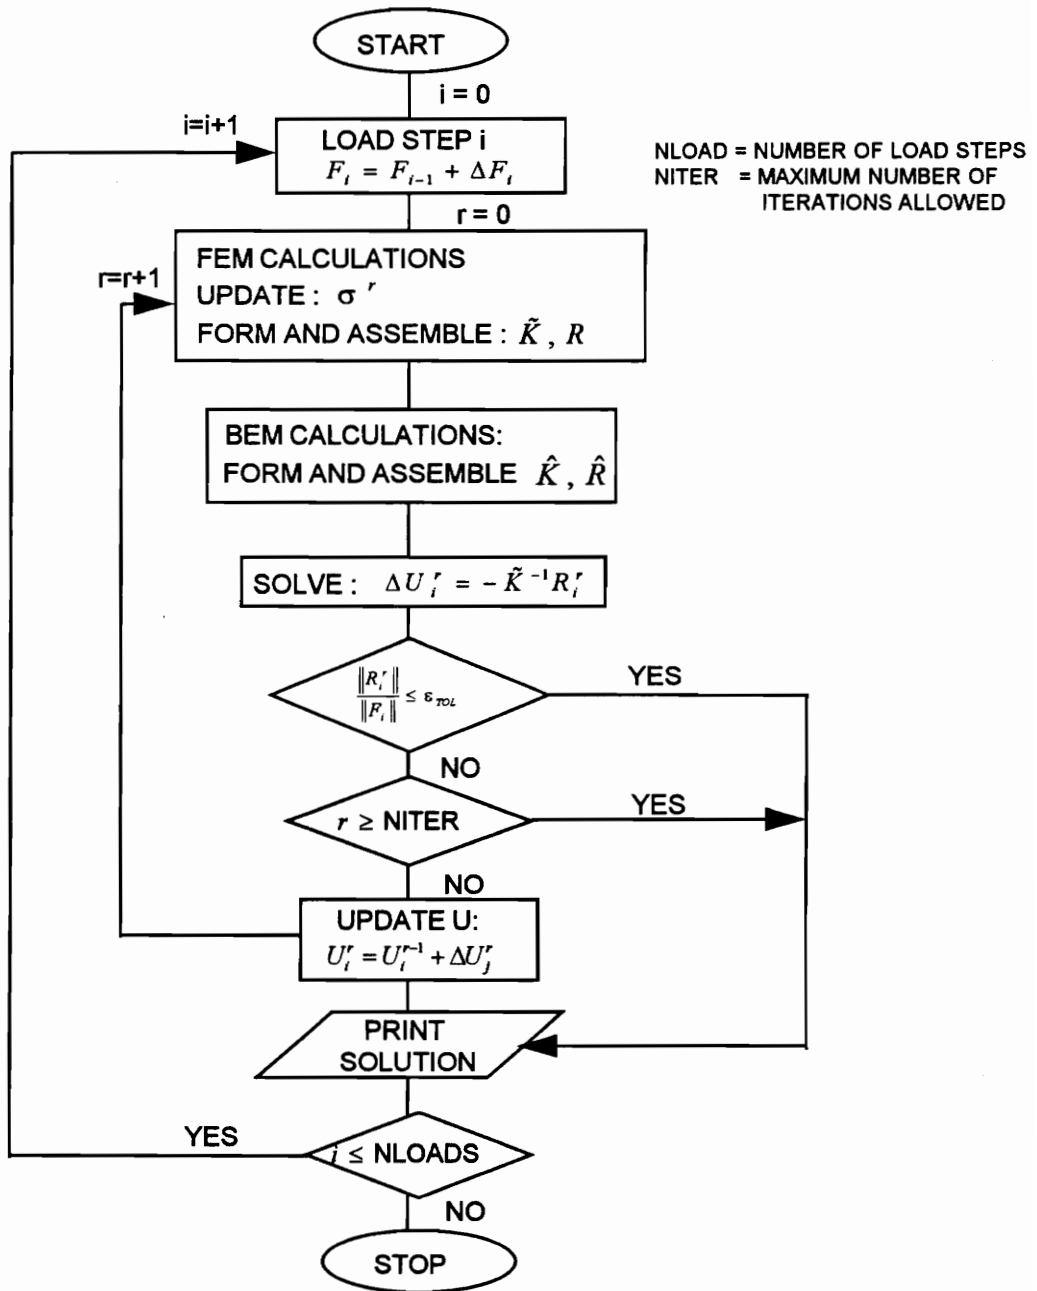 START
i = 0
i=i+1
LOAD STEP i
F_i = F_{i-1} + ΔF_i
NLOAD = NUMBER OF LOAD STEPS
NITER = MAXIMUM NUMBER OF
ITERATIONS ALLOWED
r = 0
r=r+1
FEM CALCULATIONS
UPDATE : σ^r
FORM AND ASSEMBLE : K̃ , R
BEM CALCULATIONS:
FORM AND ASSEMBLE K̂ , R̂
SOLVE : ΔU_i^r = - K̃^{-1} R_i^r
‖R_i^r‖ / ‖F_i‖ ≤ ε_{TOL}
YES
NO
r ≥ NITER
YES
NO
UPDATE U:
U_i^r = U_i^{r-1} + ΔU_j^r
PRINT
SOLUTION
YES
i ≤ NLOADS
NO
STOP